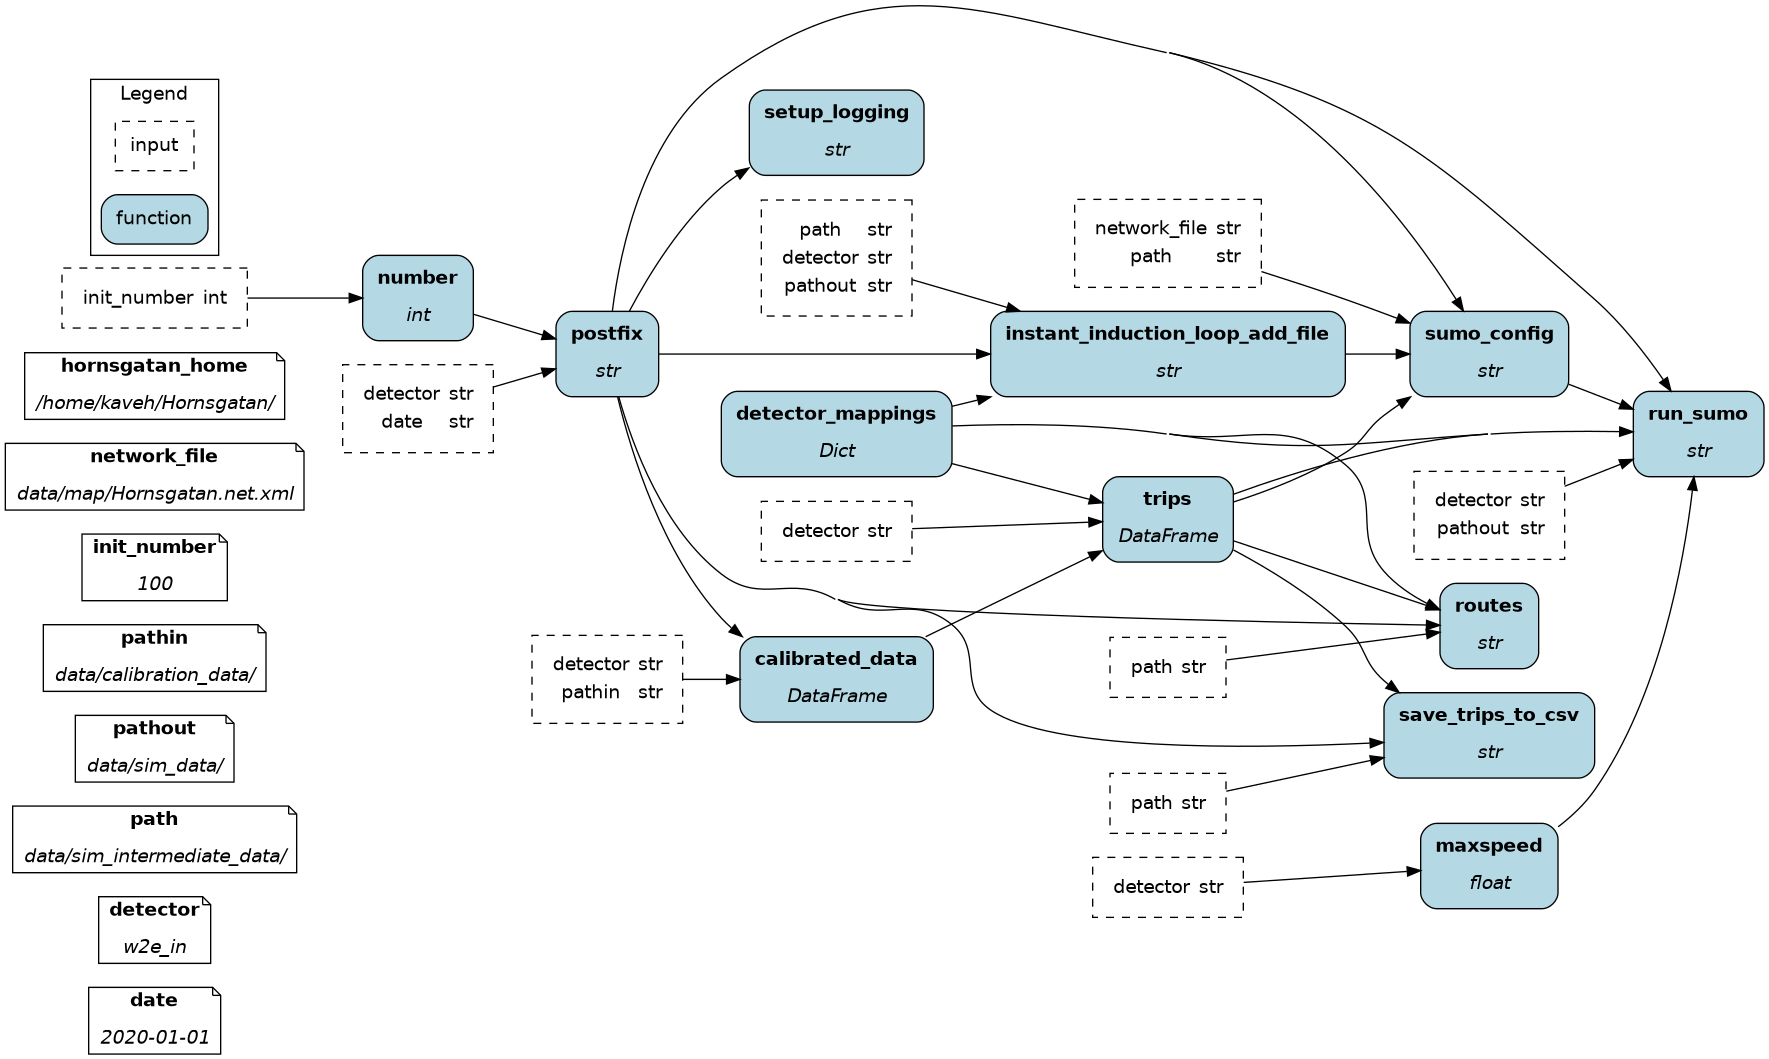 Legend
input
function
init_number int
hornsgatan_home
/home/kaveh/Hornsgatan/
network_file
data/map/Hornsgatan.net.xml
init_number
100
pathin
data/calibration_data/
pathout
data/sim_data/
path
data/sim_intermediate_data/
detector
w2e_in
date
2020-01-01
number
int
detector str
date str
postfix
str
detector str
pathin str
setup_logging
str
path str
detector str
pathout str
detector_mappings
Dict
detector str
calibrated_data
DataFrame
network_file str
path str
instant_induction_loop_add_file
str
trips
DataFrame
path str
path str
detector str
sumo_config
str
detector str
pathout str
routes
str
save_trips_to_csv
str
maxspeed
float
run_sumo
str